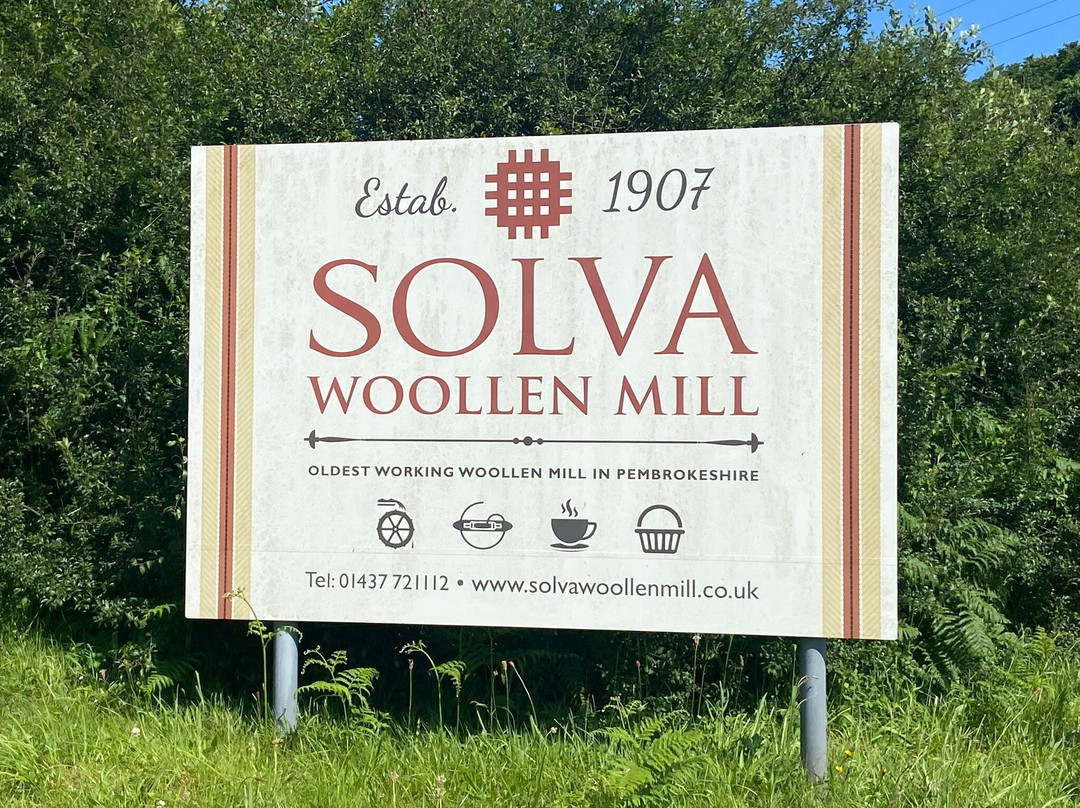 Estab. 1907
SOLVA
WOOLLEN MILL
OLDEST WORKING WOOLLEN MILL IN PEMBROKESHIRE
Tel: 01437 721112 • www.solvawoollenmill.co.uk